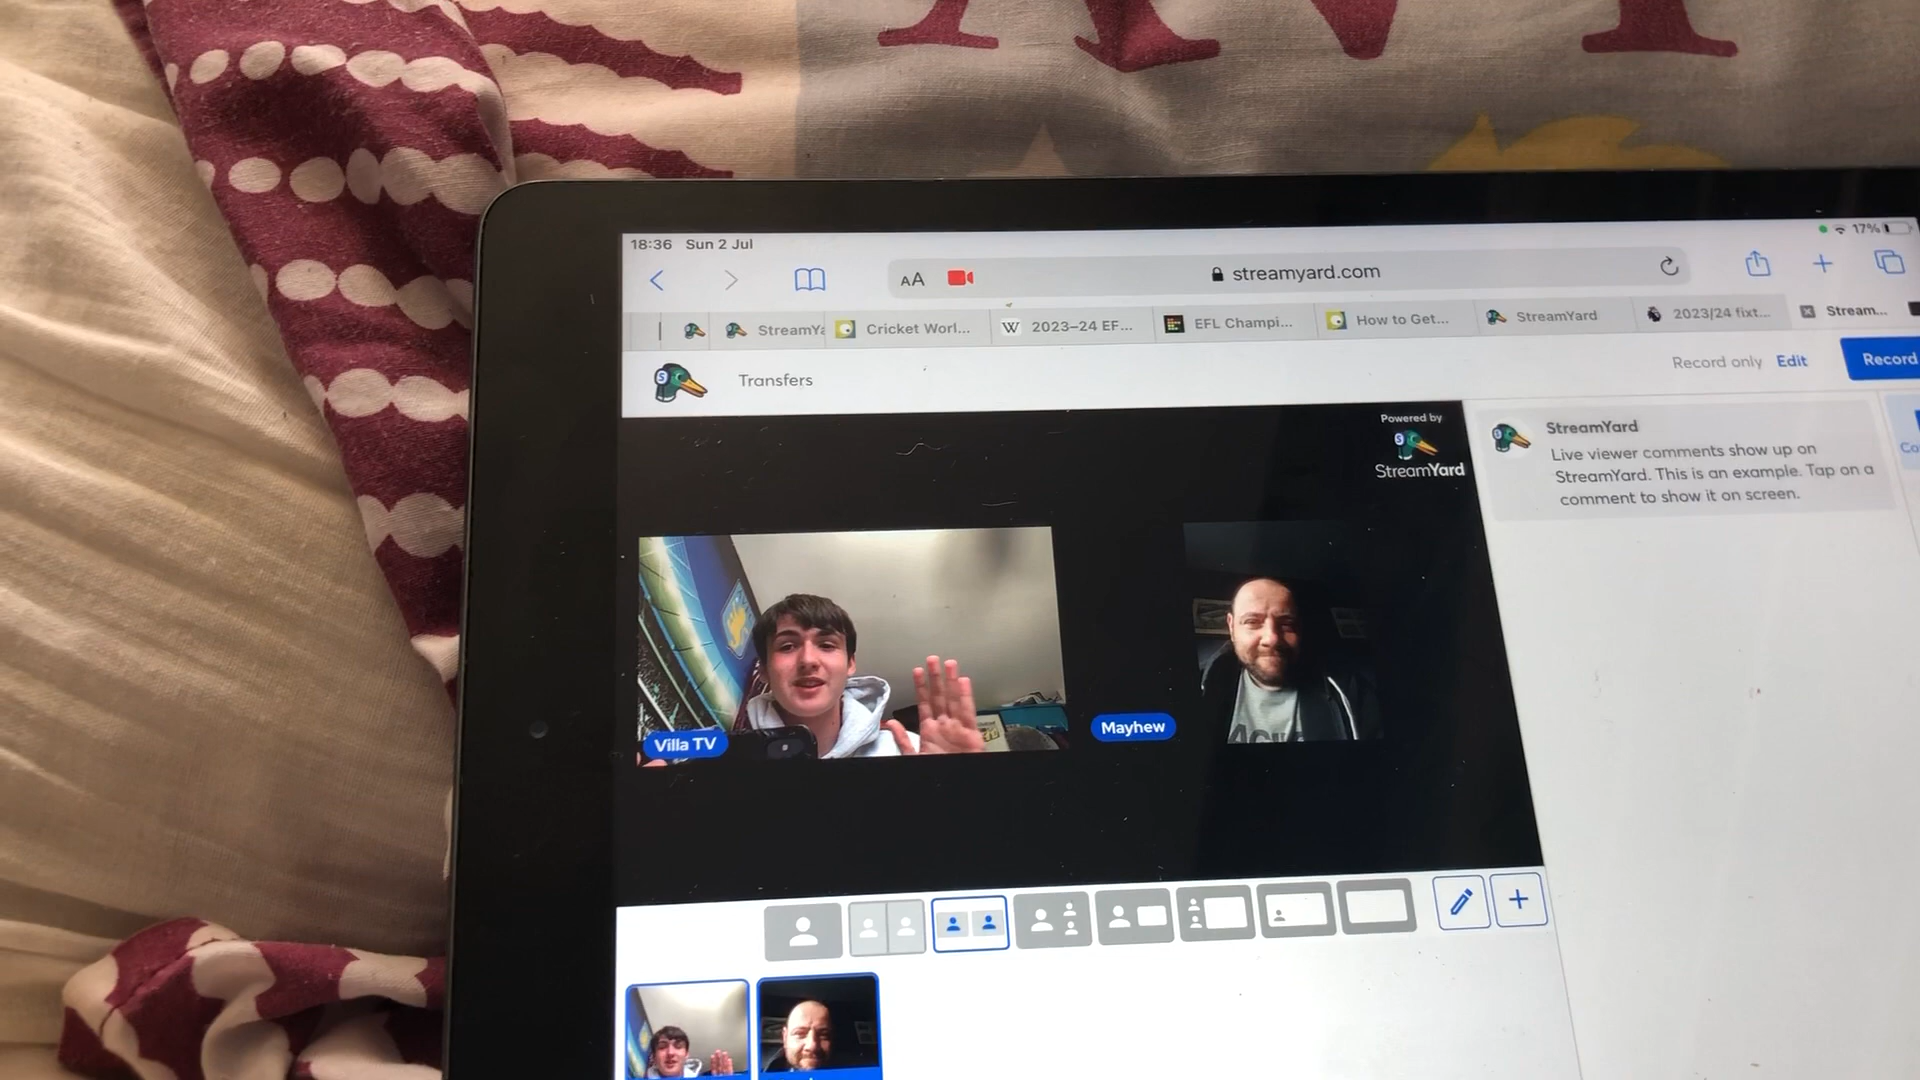 18:36 Sun 2 Jul
17%
AA
streamyard.com
StreamYa
Cricket Worl...
W 2023–24 EF...
EFL Champi...
How to Get...
StreamYard
2023/24 fixt...
Stream...
Transfers
Record only Edit
Record
Powered by
StreamYard
StreamYard
Live viewer comments show up on
StreamYard. This is an example. Tap on a
comment to show it on screen.
Co
Villa TV
Mayhew